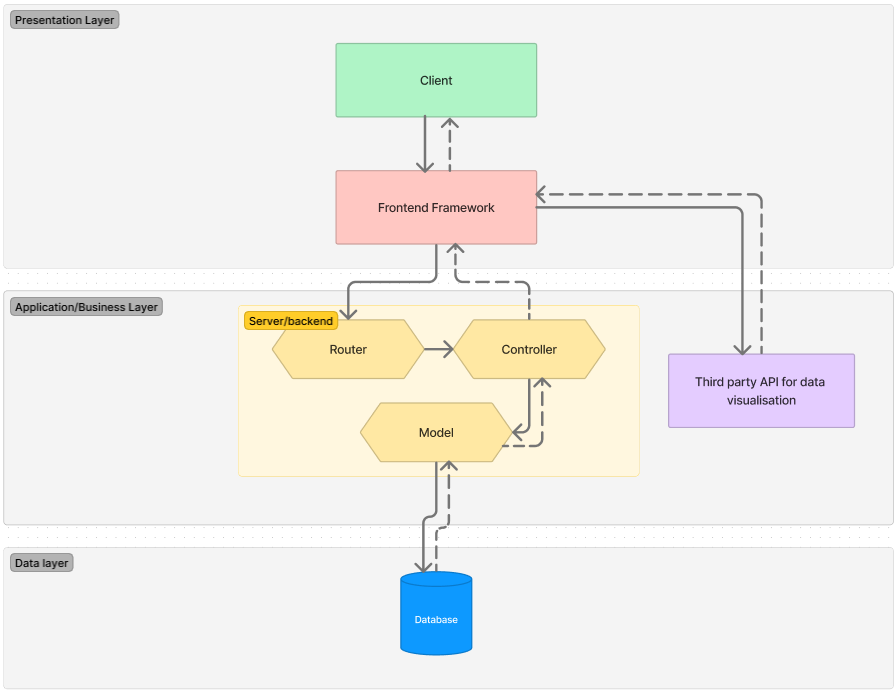 Presentation Layer
Client
Frontend Framework
Application/Business Layer
Server/backend
Router
Controller
Third party API for data
visualisation
Model
Data layer
Database